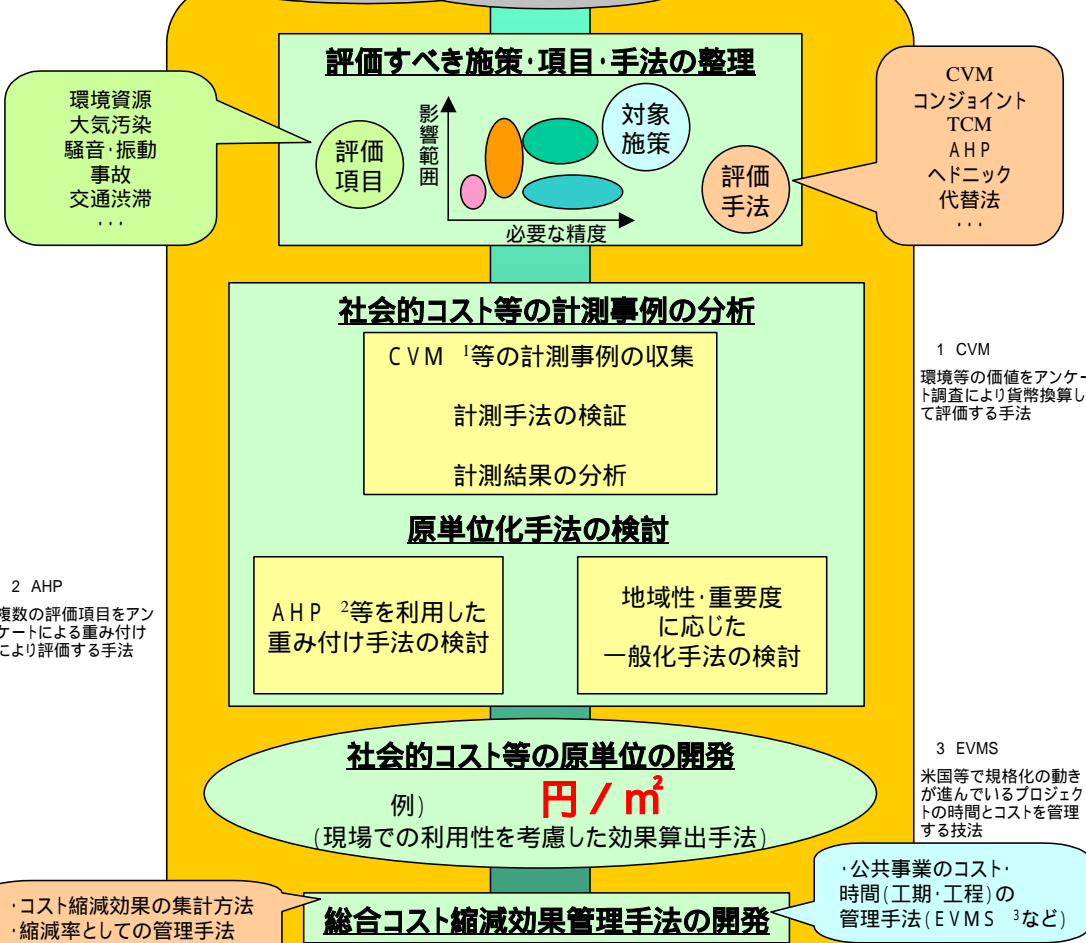 評価すべき施策・項目・手法の整理
環境資源
大気汚染
騒音・振動
事故
交通渋滞
・・・
評価
項目
影響範囲
必要な精度
対象
施策
評価
手法
CVM
コンジョイント
TCM
ＡＨＰ
ヘドニック
代替法
・・・
社会的コスト等の計測事例の分析
ＣＶＭ 1等の計測事例の収集
計測手法の検証
計測結果の分析
1 CVM
環境等の価値をアンケー
ト調査により貨幣換算し
て評価する手法
原単位化手法の検討
ＡＨＰ 2等を利用した
重み付け手法の検討
地域性・重要度
に応じた
一般化手法の検討
2 AHP
複数の評価項目をアン
ケートによる重み付け
により評価する手法
社会的コスト等の原単位の開発
例） 円／㎡
(現場での利用性を考慮した効果算出手法)
3 EVMS
米国等で規格化の動き
が進んでいるプロジェク
トの時間とコストを管理
する技法
・コスト縮減効果の集計方法
・縮減率としての管理手法
総合コスト縮減効果管理手法の開発
・公共事業のコスト・
時間(工期・工程)の
管理手法(ＥＶＭＳ 3など)